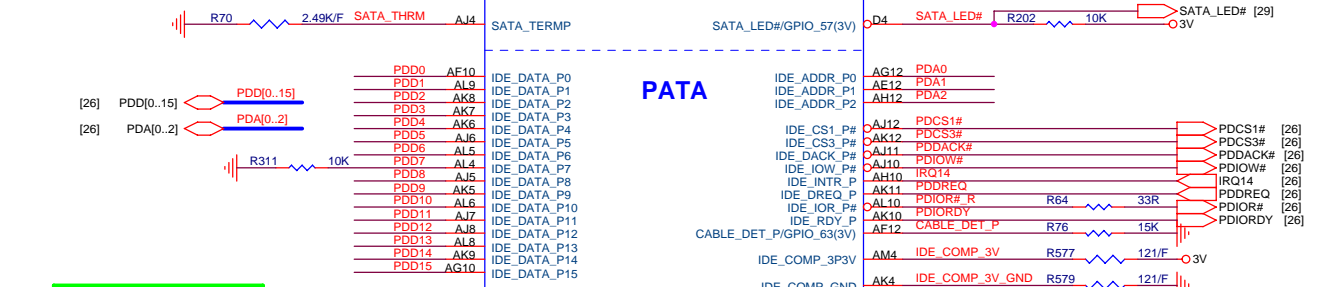 R70 2.49K/F SATA_THRM AJ4 SATA_TERMP SATA_LED#/GPIO_57(3V) D4 SATA_LED# R202 10K SATA_LED# [29]
3V
PATA
PDD0 AF10 IDE_DATA_P0 IDE_ADDR_P0 AG12 PDA0
PDD1 AL9 IDE_DATA_P1 IDE_ADDR_P1 AE12 PDA1
[26] PDD[0..15] PDD[0..15] PDD2 AK8 IDE_DATA_P2 IDE_ADDR_P2 AH12 PDA2
PDD3 AK7 IDE_DATA_P3
[26] PDA[0..2] PDA[0..2] PDD4 AK6 IDE_DATA_P4 IDE_CS1_P# AJ12 PDCS1# PDCS1# [26]
PDD5 AJ6 IDE_DATA_P5 IDE_CS3_P# AK12 PDCS3# PDCS3# [26]
PDD6 AL5 IDE_DATA_P6 IDE_DACK_P# AJ11 PDDACK# PDDACK# [26]
R311 10K PDD7 AL4 IDE_DATA_P7 IDE_IOW_P# AJ10 PDIOW# PDIOW# [26]
PDD8 AJ5 IDE_DATA_P8 IDE_INTR_P AH10 IRQ14 IRQ14 [26]
PDD9 AK5 IDE_DATA_P9 IDE_DREQ_P AK11 PDDREQ PDDREQ [26]
PDD10 AL6 IDE_DATA_P10 IDE_IOR_P# AL10 PDIOR#_R R64 33R PDIOR# [26]
PDD11 AJ7 IDE_DATA_P11 IDE_RDY_P AK10 PDIORDY PDIORDY [26]
PDD12 AJ8 IDE_DATA_P12 CABLE_DET_P/GPIO_63(3V) AF12 CABLE_DET_P R76 15K
PDD13 AL8 IDE_DATA_P13
PDD14 AK9 IDE_DATA_P14 IDE_COMP_3P3V AM4 IDE_COMP_3V R577 121/F 3V
PDD15 AG10 IDE_DATA_P15
IDE_COMP_GND AK4 IDE_COMP_3V_GND R579 121/F